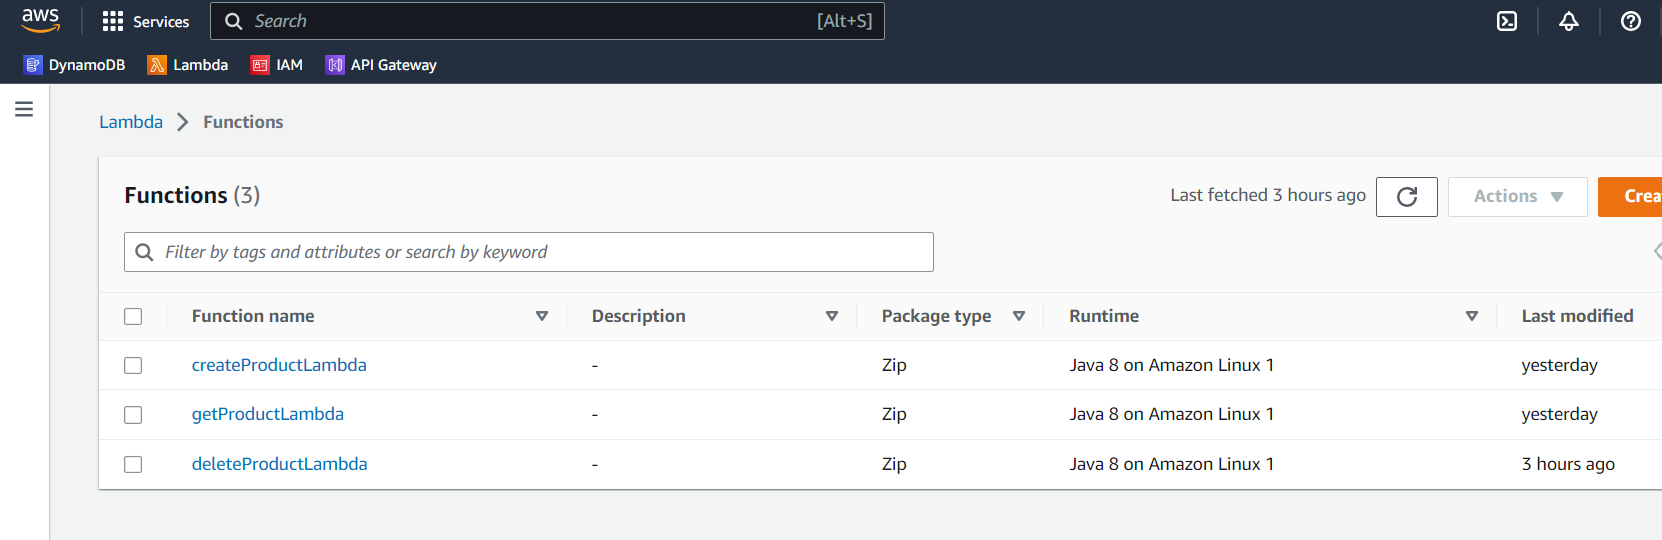 aws Services Search [Alt+S]
DynamoDB Lambda IAM API Gateway
Lambda Functions
Functions (3) Last fetched 3 hours ago Actions
Filter by tags and attributes or search by keyword
Function name Description Package type Runtime Last modified
createProductLambda - Zip Java 8 on Amazon Linux 1 yesterday
getProductLambda - Zip Java 8 on Amazon Linux 1 yesterday
deleteProductLambda - Zip Java 8 on Amazon Linux 1 3 hours ago